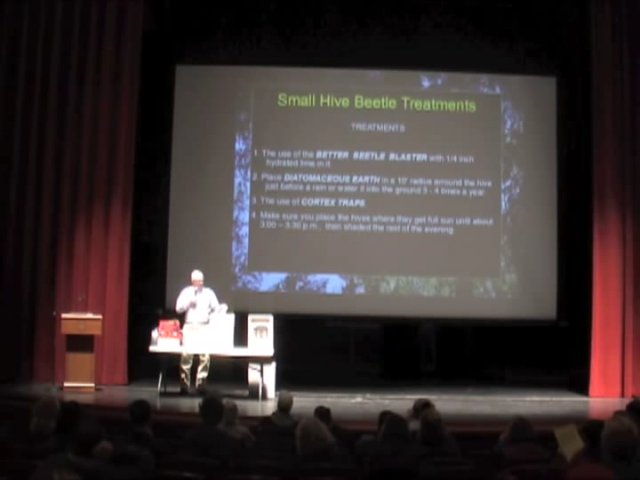 Small Hive Beetle Treatments
TREATMENTS
1. The use of the BETTER BEETLE BLASTER with 1/4 inch
hydrated lime in it.
2. Place DIATOMACEOUS EARTH in a 10' radius around the hive
just before a rain or water it into the ground 3 - 4 times a year.
3. The use of CORTEX TRAPS
4. Make sure you place the hives where they get full sun until about
3:00 – 3:30 p.m., then shaded the rest of the evening.